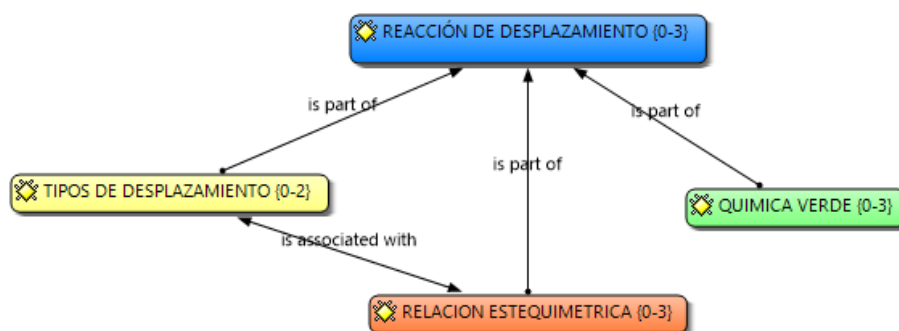 REACCIÓN DE DESPLAZAMIENTO {0-3}
is part of
is part of
is part of
TIPOS DE DESPLAZAMIENTO {0-2}
QUIMICA VERDE {0-3}
is associated with
RELACION ESTEQUIMETRICA {0-3}